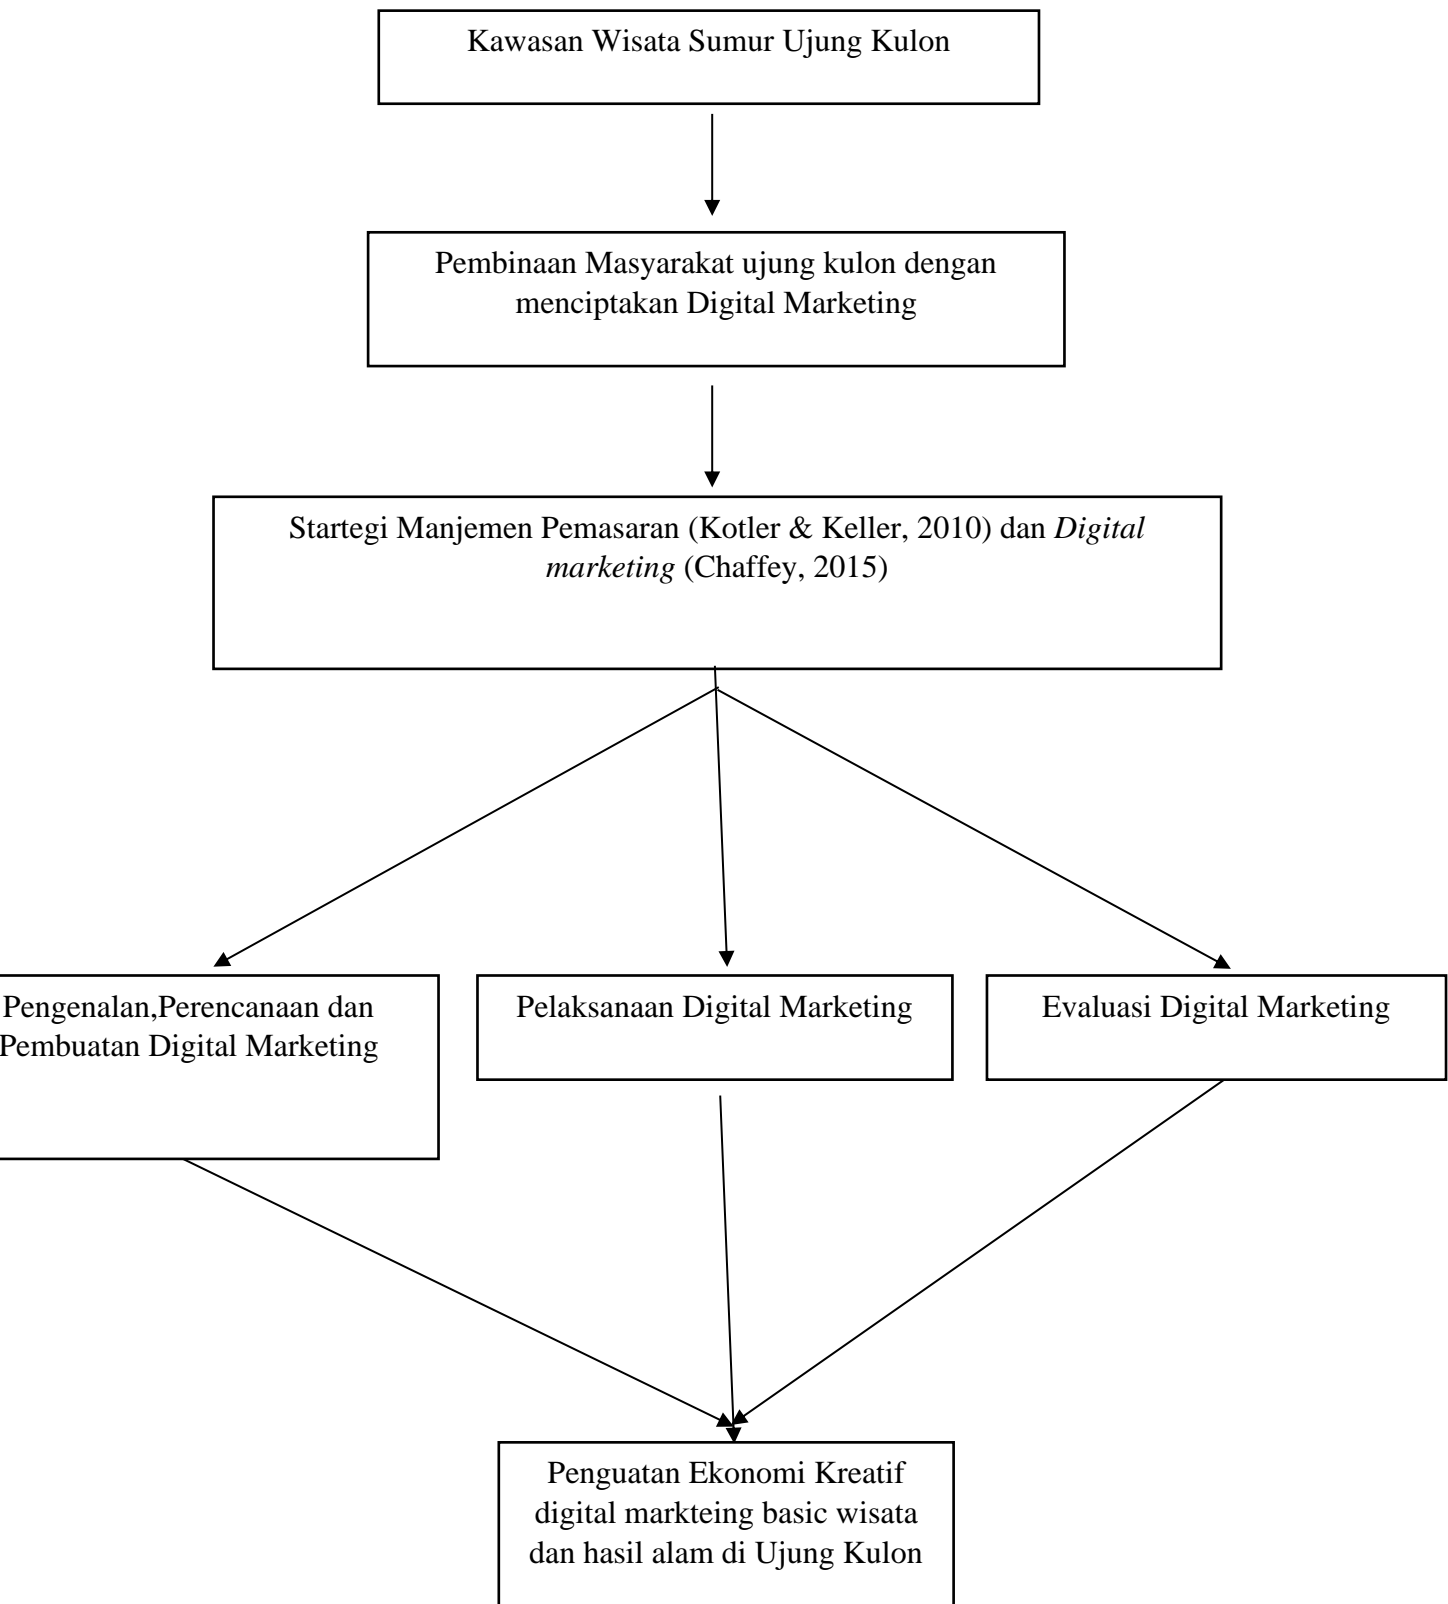 Kawasan Wisata Sumur Ujung Kulon
Pembinaan Masyarakat ujung kulon dengan
menciptakan Digital Marketing
Startegi Manjemen Pemasaran (Kotler & Keller, 2010) dan Digital
marketing (Chaffey, 2015)
Pengenalan,Perencanaan dan
Pembuatan Digital Marketing
Pelaksanaan Digital Marketing
Evaluasi Digital Marketing
Penguatan Ekonomi Kreatif
digital markteing basic wisata
dan hasil alam di Ujung Kulon